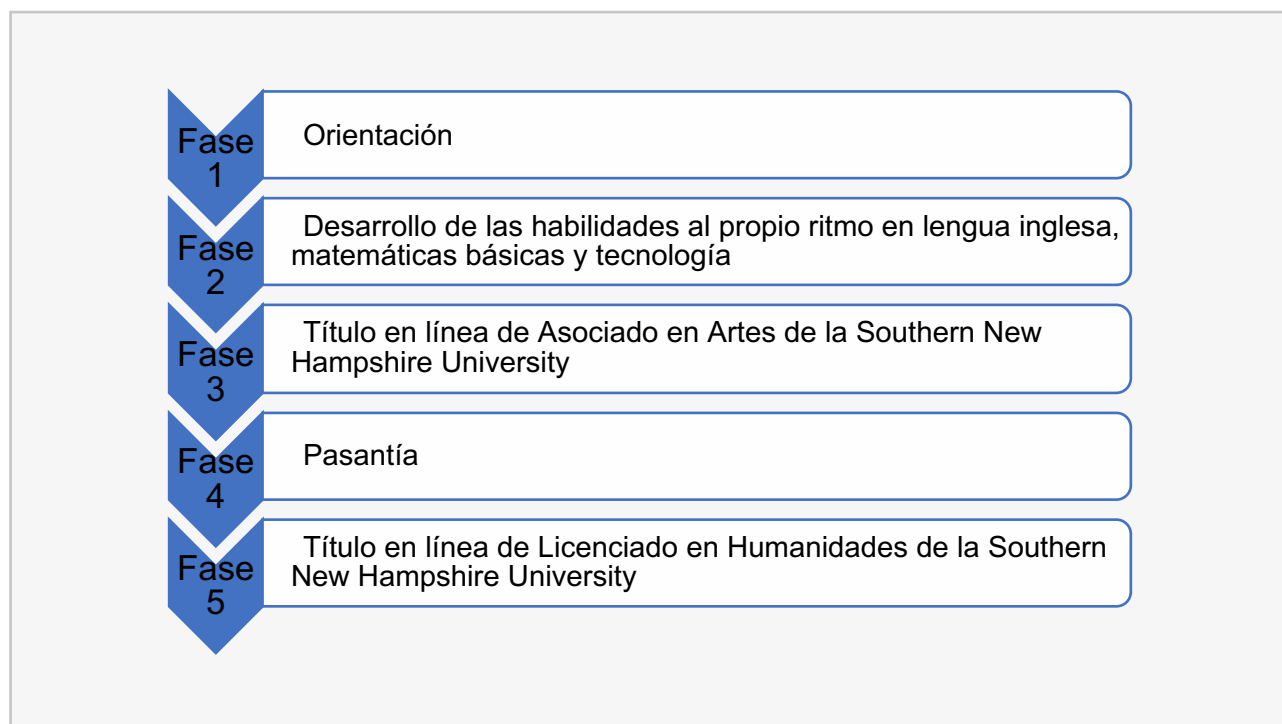 Fase
1
Orientación
Fase
2
Desarrollo de las habilidades al propio ritmo en lengua inglesa,
matemáticas básicas y tecnología
Fase
3
Título en línea de Asociado en Artes de la Southern New
Hampshire University
Fase
4
Pasantía
Fase
5
Título en línea de Licenciado en Humanidades de la Southern
New Hampshire University